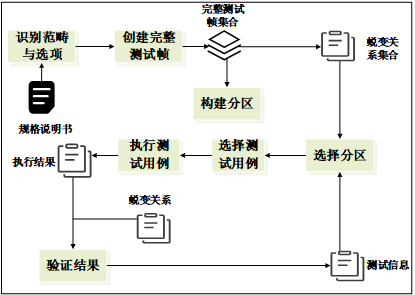 识别范畴
与选项
创建完整
测试帧
完整测试
帧集合
蜕变关
系集合
构建分区
规格说明书
执行结果
执行测
试用例
选择测
试用例
选择分区
蜕变关系
验证结果
测试信息